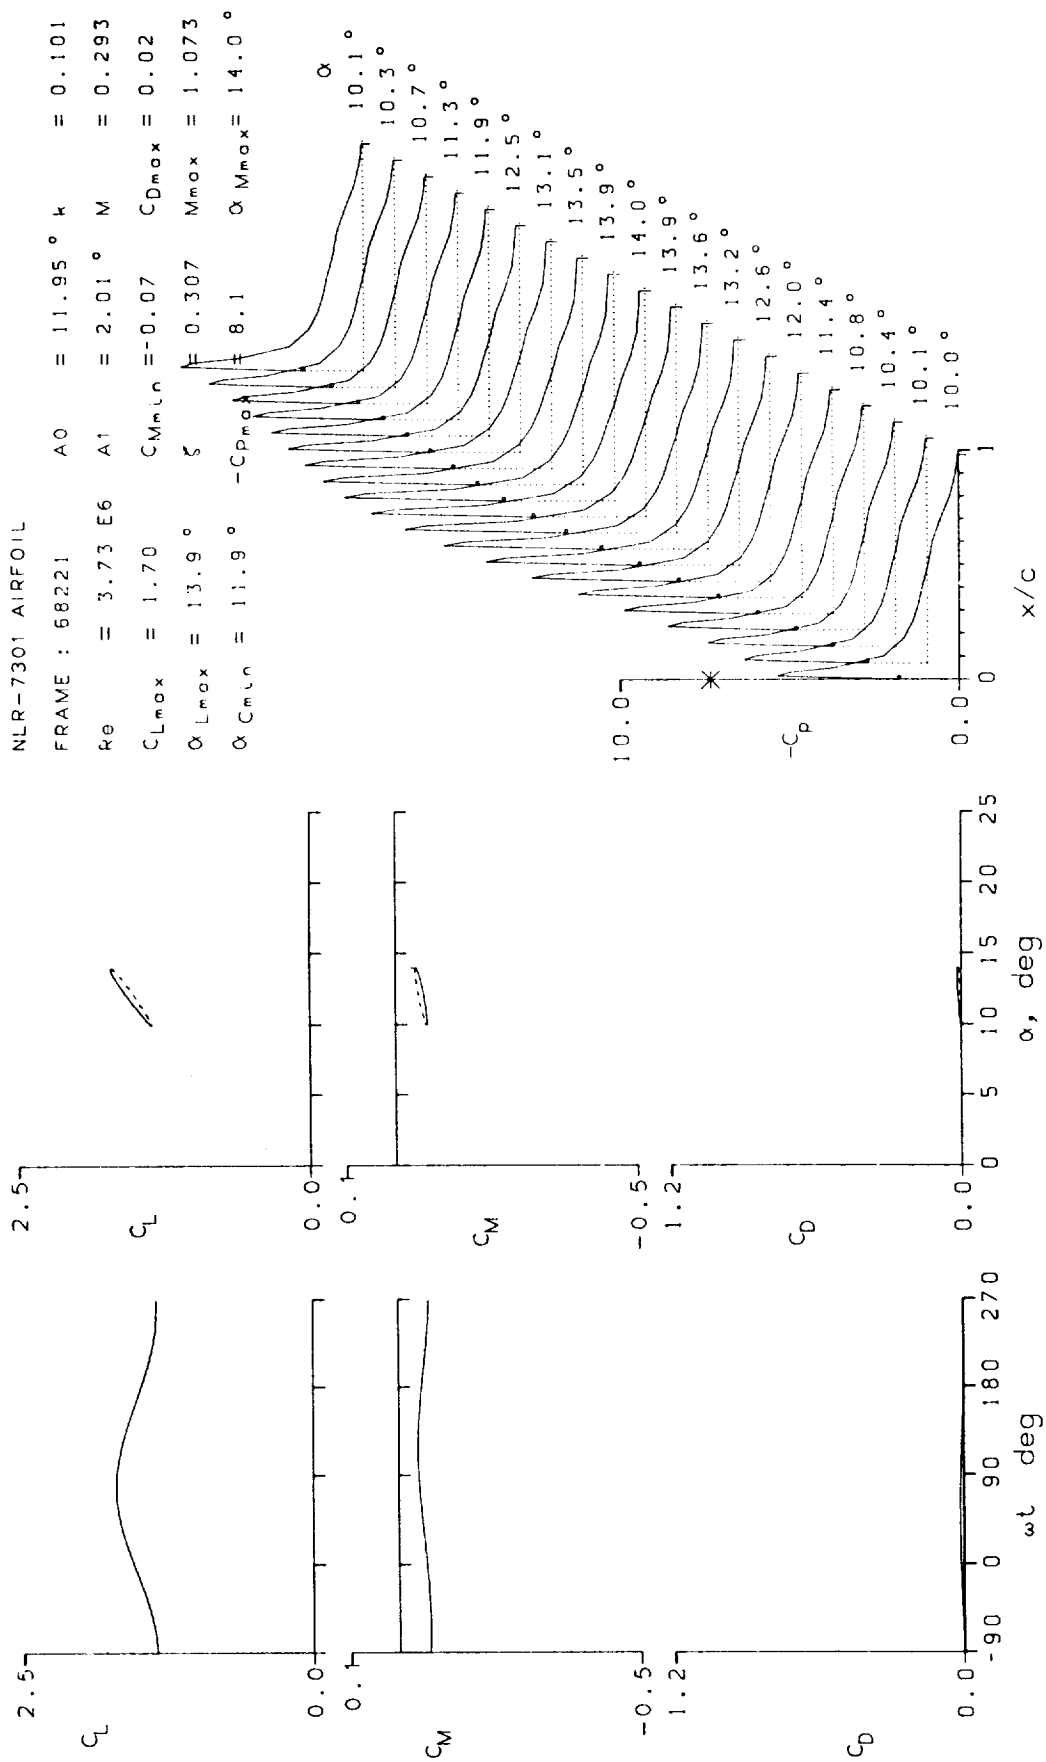 NLR-7301 AIRFOIL
FRAME : 68221 A0 = 11.95° k = 0.101
Re = 3.73 E6 A1 = 2.01° M = 0.293
CLmax = 1.70 CMmin =-0.07 CDmax = 0.02
αLmax = 13.9° ζ = 0.307 Mmax = 1.073
αCmin = 11.9° -CPmax = 8.1 αMmax= 14.0°
2.5
CL
0.0
0.1
CM
-0.5
1.2
CD
0.0
-90 0 90 180 270
ωt deg
2.5
CL
0.0
0.1
CM
-0.5
1.2
CD
0.0
0 5 10 15 20 25
α, deg
α
10.1°
10.3°
10.7°
11.3°
11.9°
12.5°
13.1°
13.5°
13.9°
14.0°
13.9°
13.6°
13.2°
12.6°
12.0°
11.4°
10.8°
10.4°
10.1°
10.0°
10.0
-Cp
0.0
0 1
x/c